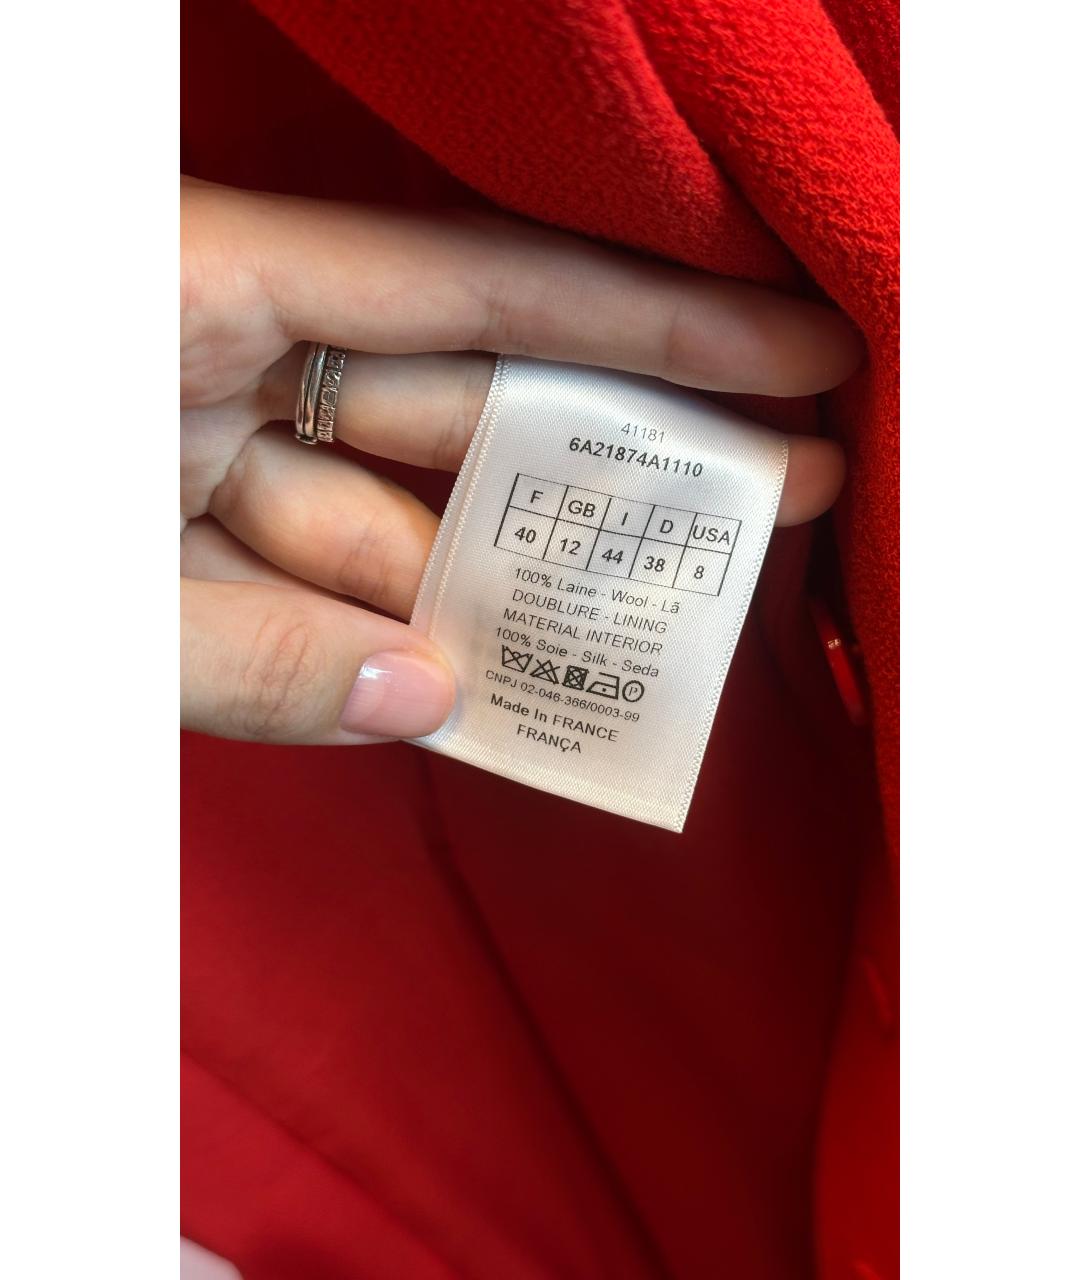 41181
6A21874A1110
F GB I D USA
40 12 44 38 8
100% Laine - Wool - Lã
DOUBLURE - LINING
MATERIAL INTERIOR
100% Soie - Silk - Seda
P
CNPJ 02-046-366/0003-99
Made In FRANCE
FRANÇA